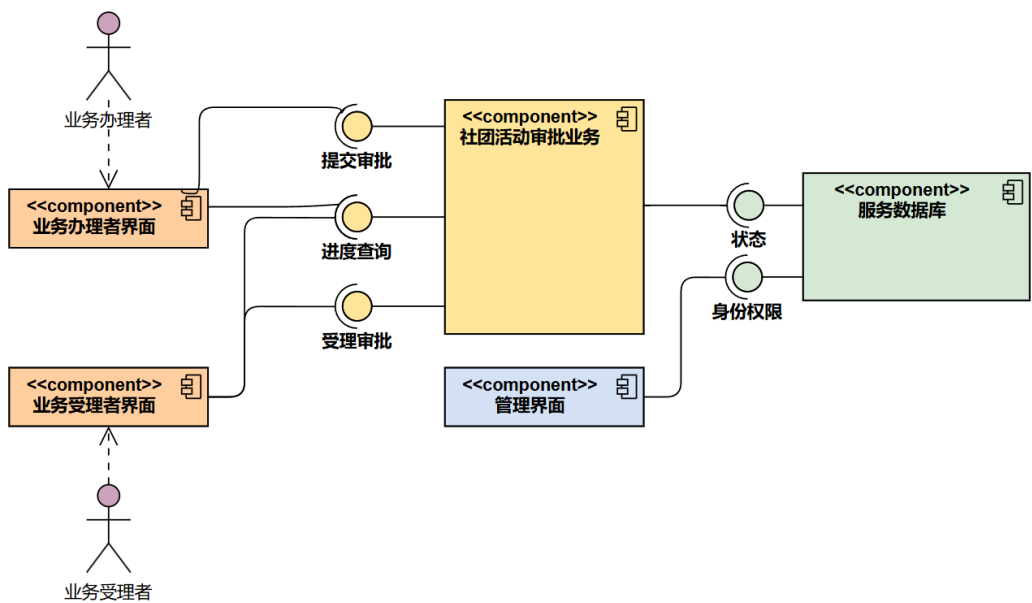 业务办理者
<<component>>
业务办理者界面
提交审批
进度查询
受理审批
<<component>>
社团活动审批业务
<<component>>
服务数据库
状态
身份权限
<<component>>
业务受理者界面
<<component>>
管理界面
业务受理者